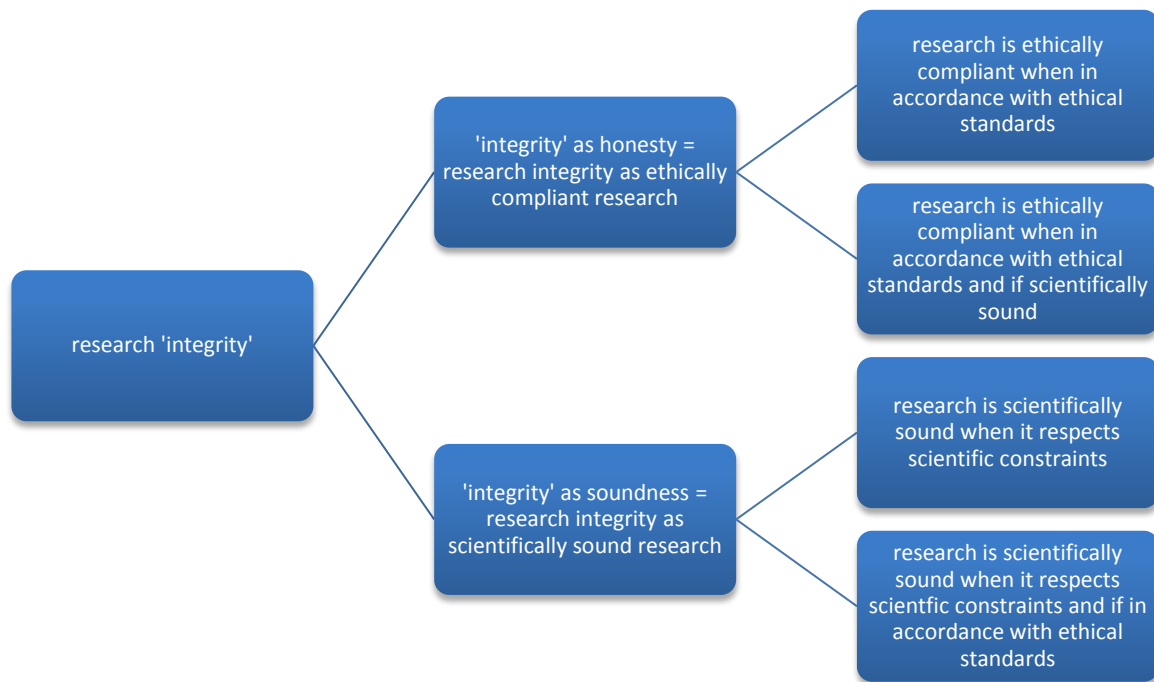 research 'integrity'
'integrity' as honesty =
research integrity as ethically
compliant research
research is ethically
compliant when in
accordance with ethical
standards
research is ethically
compliant when in
accordance with ethical
standards and if scientifically
sound
'integrity' as soundness =
research integrity as
scientifically sound research
research is scientifically
sound when it respects
scientific constraints
research is scientifically
sound when it respects
scientfic constraints and if in
accordance with ethical
standards